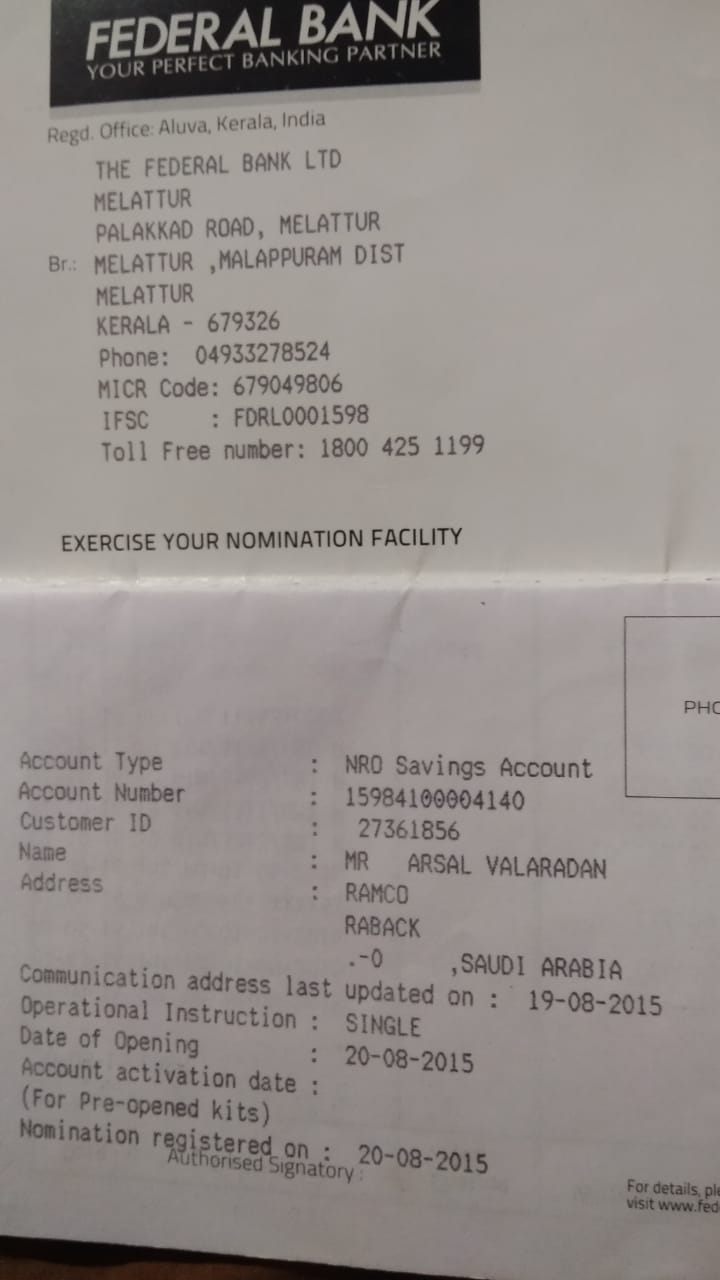 FEDERAL BANK
YOUR PERFECT BANKING PARTNER
Regd. Office: Aluva, Kerala, India
THE FEDERAL BANK LTD
MELATTUR
PALAKKAD ROAD, MELATTUR
Br.: MELATTUR ,MALAPPURAM DIST
MELATTUR
KERALA - 679326
Phone: 04933278524
MICR Code: 679049806
IFSC : FDRL0001598
Toll Free number: 1800 425 1199
EXERCISE YOUR NOMINATION FACILITY
PHO
Account Type : NRO Savings Account
Account Number : 15984100004140
Customer ID : 27361856
Name : MR ARSAL VALARADAN
Address : RAMCO
RABACK
.-0 ,SAUDI ARABIA
Communication address last updated on : 19-08-2015
Operational Instruction : SINGLE
Date of Opening : 20-08-2015
Account activation date :
(For Pre-opened kits)
Nomination registered on : 20-08-2015
Authorised Signatory :
For details, ple
visit www.fed